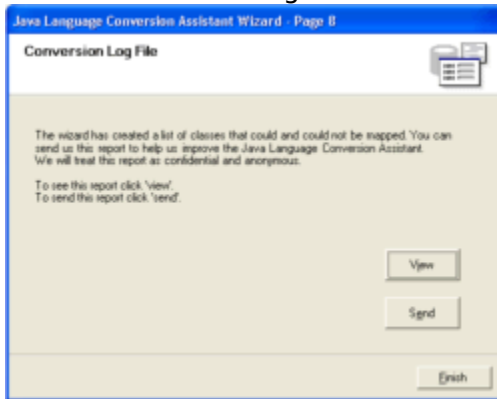 Java Language Conversion Assistant Wizard - Page 8
Conversion Log File
The wizard has created a list of classes that could and could not be mapped. You can
send us this report to help us improve the Java Language Conversion Assistant.
We will treat this report as confidential and anonymous.
To see this report click 'view'.
To send this report click 'send'.
View
Send
Finish